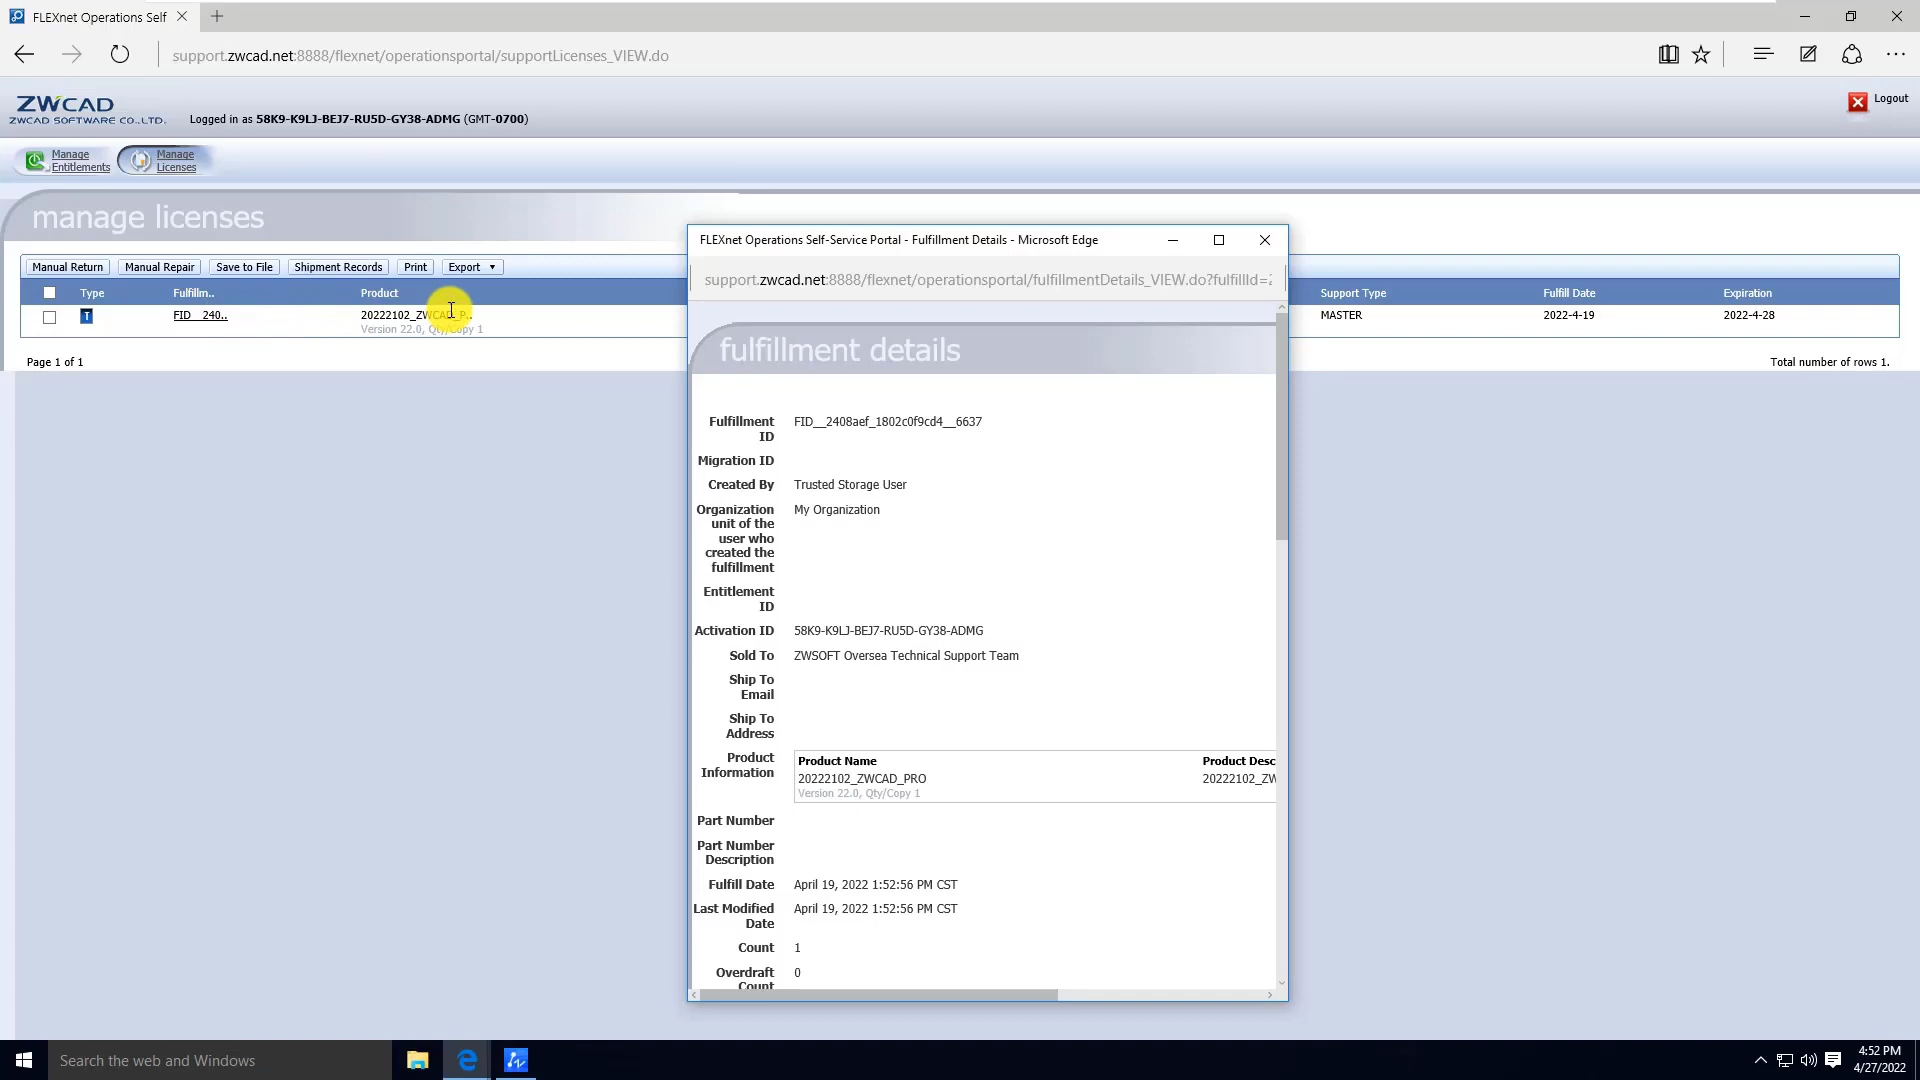 FLEXnet Operations Self
support.zwcad.net:8888/flexnet/operationsportal/supportLicenses_VIEW.do
ZWCAD
ZWCAD SOFTWARE CO.,LTD.
Logged in as 58K9-K9LJ-BEJ7-RU5D-GY38-ADMG (GMT-0700)
Logout
Manage
Entitlements
Manage
Licenses
manage licenses
Manual Return
Manual Repair
Save to File
Shipment Records
Print
Export
Type
Fulfillm..
Product
Support Type
Fulfill Date
Expiration
T
FID__240..
20222102_ZWCAD_P..
Version 22.0, Qty/Copy 1
MASTER
2022-4-19
2022-4-28
Page 1 of 1
Total number of rows 1.
FLEXnet Operations Self-Service Portal - Fulfillment Details - Microsoft Edge
support.zwcad.net:8888/flexnet/operationsportal/fulfillmentDetails_VIEW.do?fulfillId=
fulfillment details
Fulfillment
ID
FID__2408aef_1802c0f9cd4__6637
Migration ID
Created By
Trusted Storage User
Organization
unit of the
user who
created the
fulfillment
My Organization
Entitlement
ID
Activation ID
58K9-K9LJ-BEJ7-RU5D-GY38-ADMG
Sold To
ZWSOFT Oversea Technical Support Team
Ship To
Email
Ship To
Address
Product
Information
Product Name
Product Desc
20222102_ZWCAD_PRO
20222102_ZW
Version 22.0, Qty/Copy 1
Part Number
Part Number
Description
Fulfill Date
April 19, 2022 1:52:56 PM CST
Last Modified
Date
April 19, 2022 1:52:56 PM CST
Count
1
Overdraft
Count
0
Search the web and Windows
4:52 PM
4/27/2022